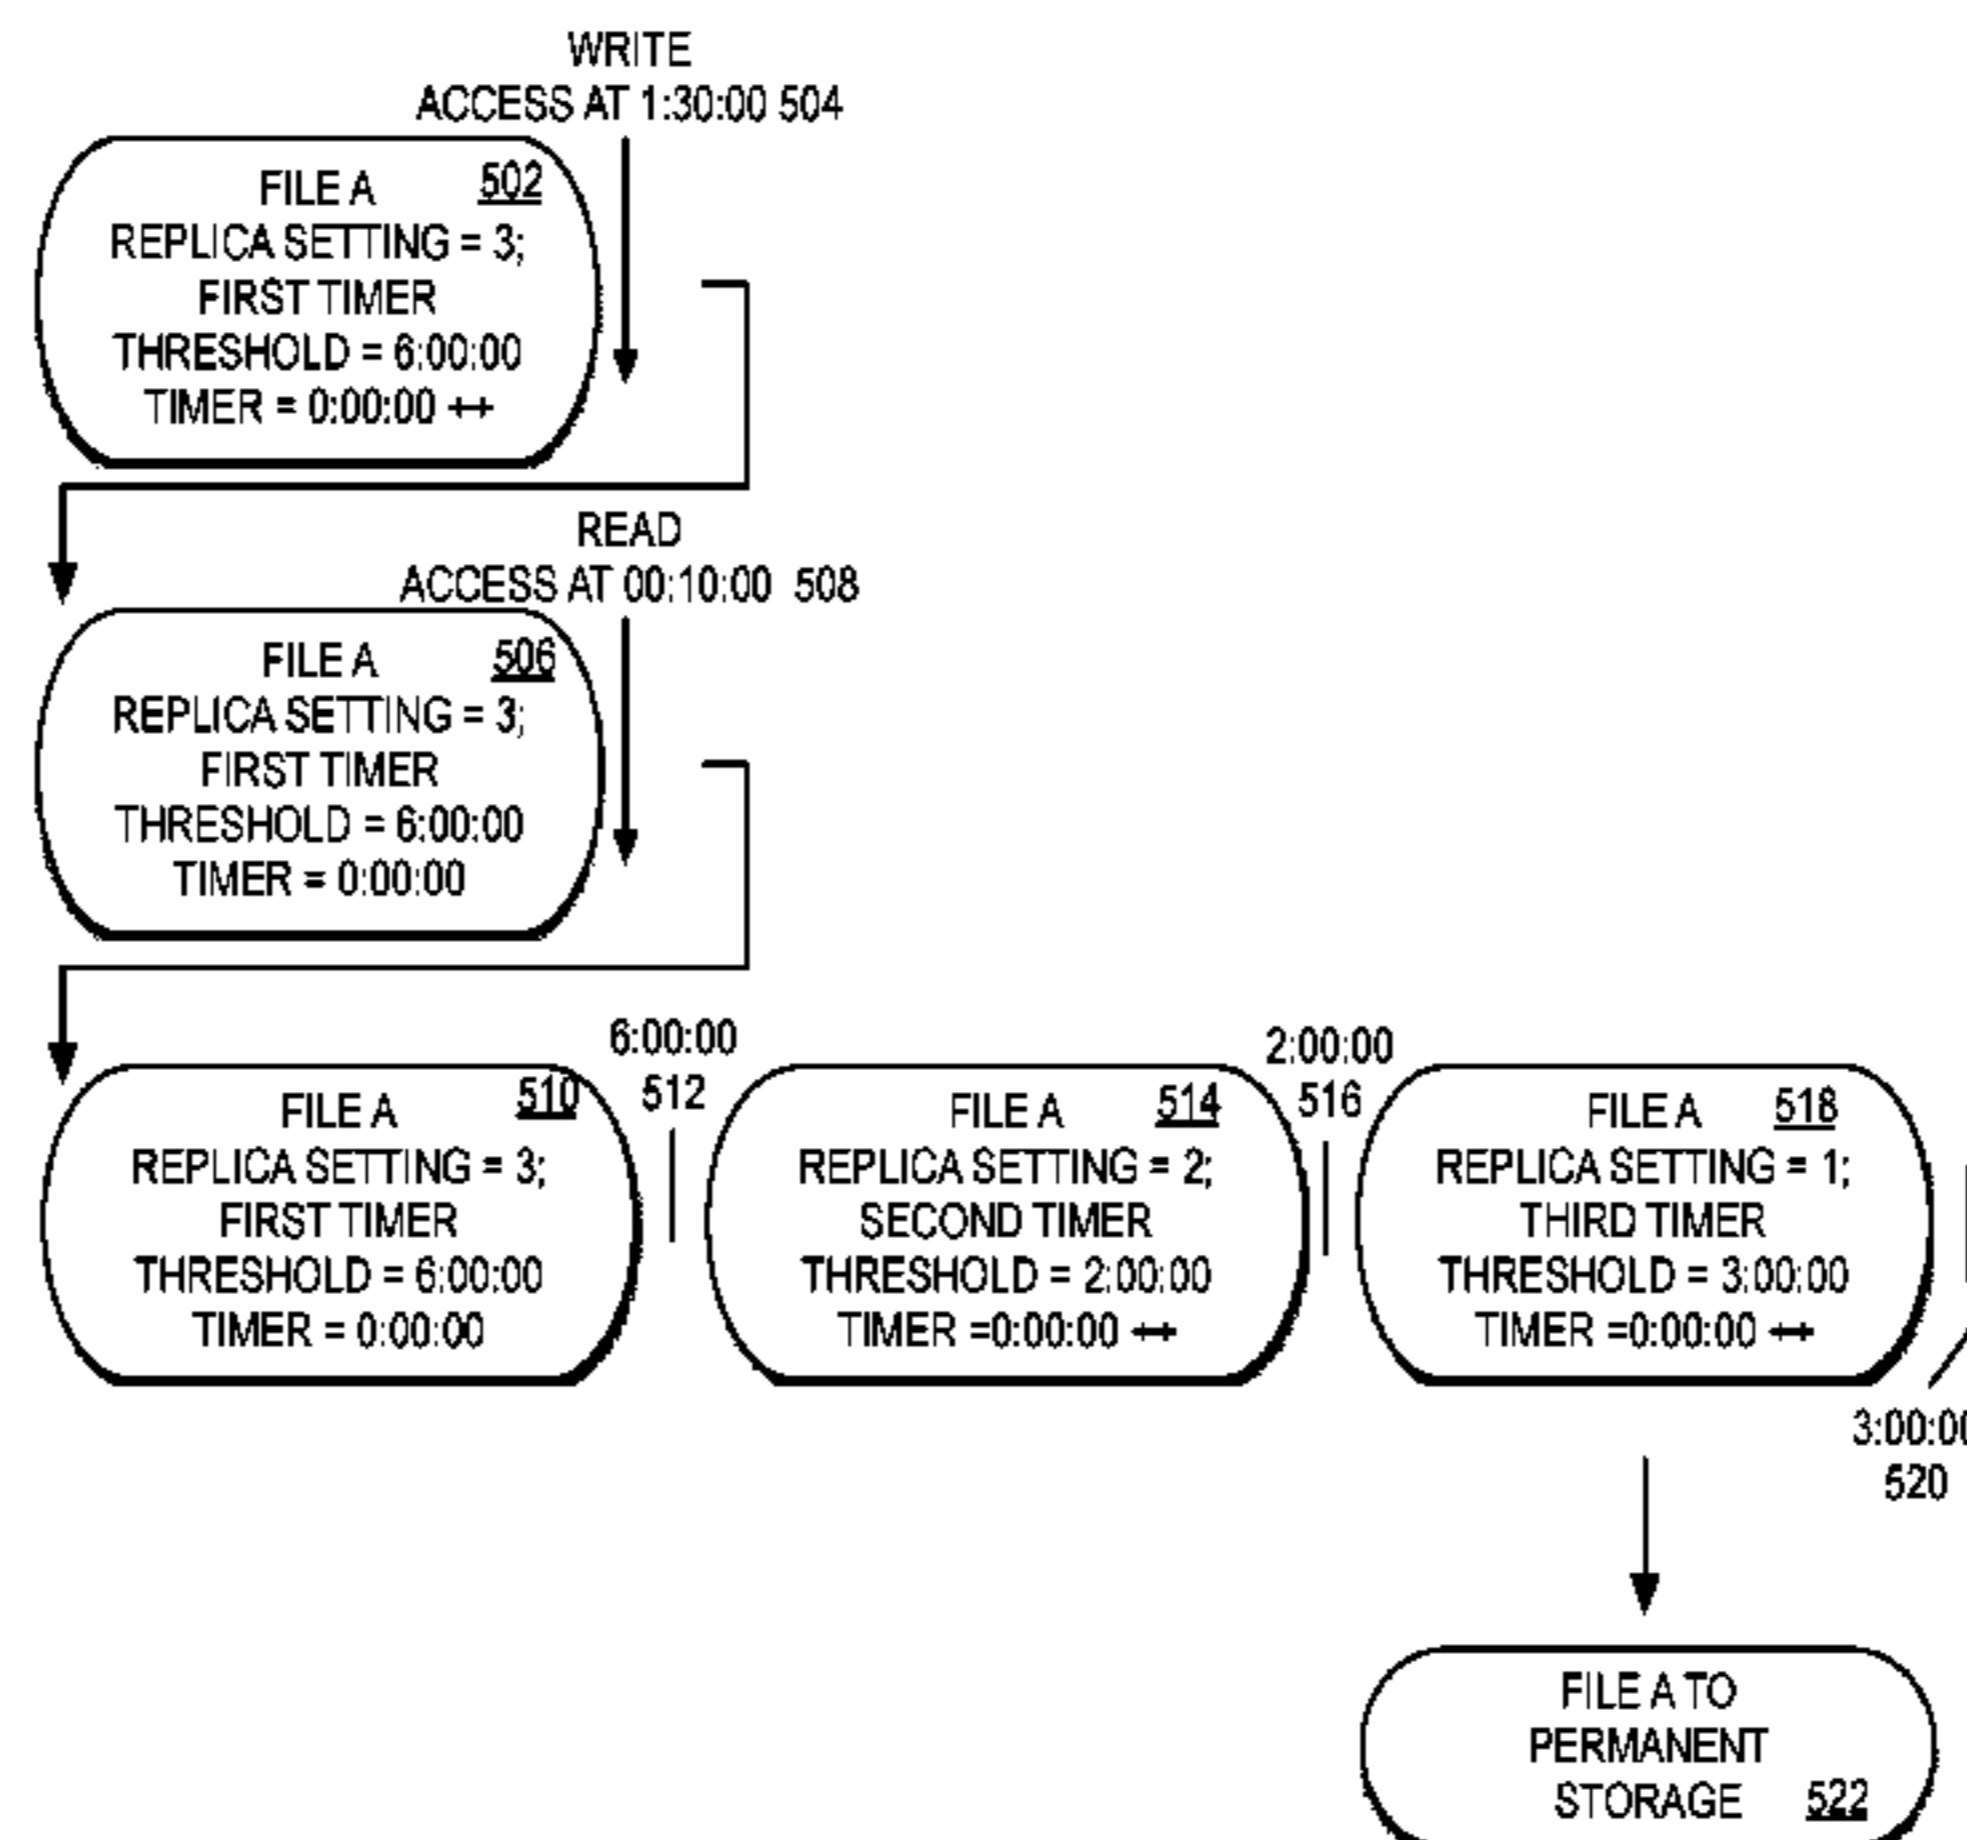 WRITE
ACCESS AT 1:30:00 504
FILE A 502
REPLICA SETTING = 3;
FIRST TIMER
THRESHOLD = 6:00:00
TIMER = 0:00:00 ++
READ
ACCESS AT 00:10:00 508
FILE A 506
REPLICA SETTING = 3;
FIRST TIMER
THRESHOLD = 6:00:00
TIMER = 0:00:00
FILE A 510
REPLICA SETTING = 3;
FIRST TIMER
THRESHOLD = 6:00:00
TIMER = 0:00:00
6:00:00
512
FILE A 514
REPLICA SETTING = 2;
SECOND TIMER
THRESHOLD = 2:00:00
TIMER =0:00:00 ++
2:00:00
516
FILE A 518
REPLICA SETTING = 1;
THIRD TIMER
THRESHOLD = 3:00:00
TIMER =0:00:00 ++
3:00:00
520
FILE A TO
PERMANENT
STORAGE 522